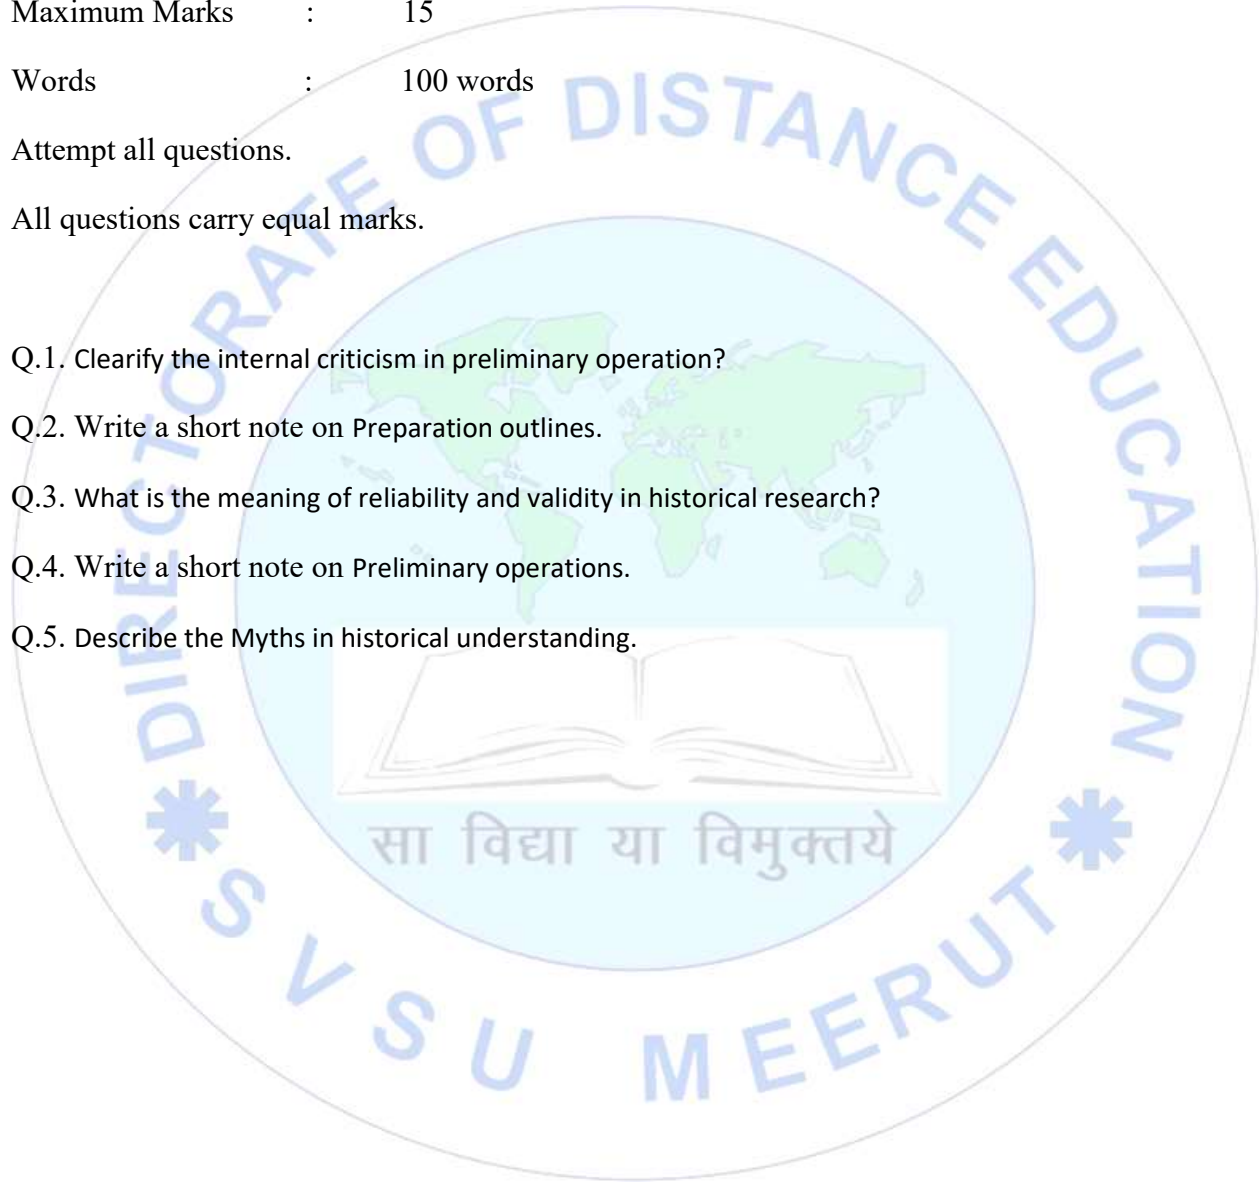 Maximum Marks : 15
Words : 100 words
Attempt all questions.
All questions carry equal marks.
Q.1. Clearify the internal criticism in preliminary operation?
Q.2. Write a short note on Preparation outlines.
Q.3. What is the meaning of reliability and validity in historical research?
Q.4. Write a short note on Preliminary operations.
Q.5. Describe the Myths in historical understanding.
DIRECTORATE OF DISTANCE EDUCATION
सा विद्या या विमुक्तये
* S V S U MEERUT *